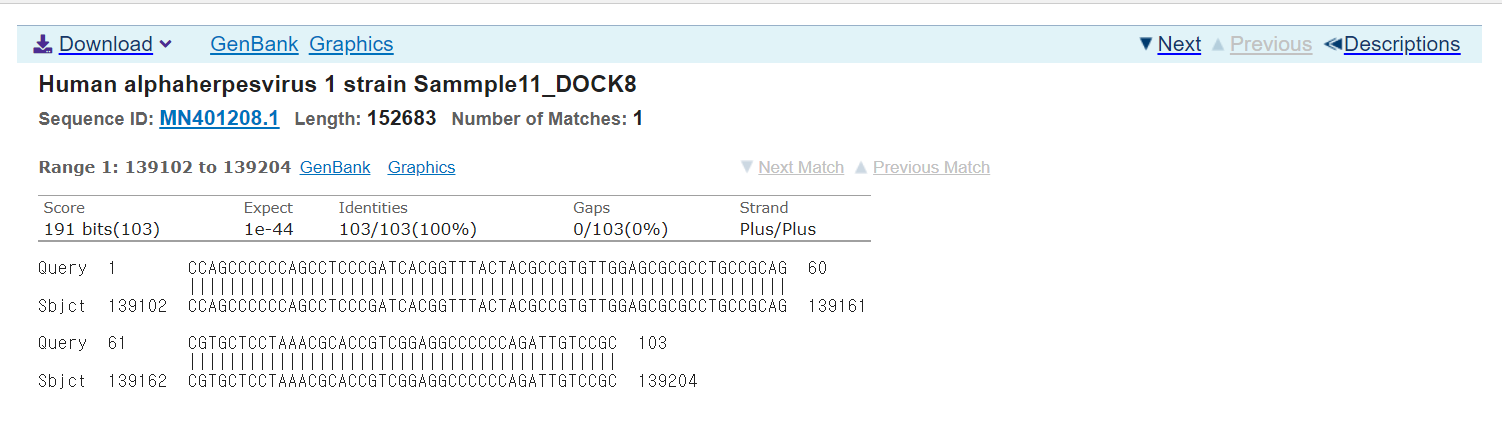 Download GenBank Graphics Next Previous Descriptions
Human alphaherpesvirus 1 strain Sammple11_DOCK8
Sequence ID: MN401208.1 Length: 152683 Number of Matches: 1
Range 1: 139102 to 139204 GenBank Graphics Next Match Previous Match
Score Expect Identities Gaps Strand
191 bits(103) 1e-44 103/103(100%) 0/103(0%) Plus/Plus
Query 1 CCAGCCCCCCAGCCTCCCGATCACGGTTTACTACGCCGTGTTGGAGCGCGCCTGCCGCAG 60
||||||||||||||||||||||||||||||||||||||||||||||||||||||||||||
Sbjct 139102 CCAGCCCCCCAGCCTCCCGATCACGGTTTACTACGCCGTGTTGGAGCGCGCCTGCCGCAG 139161
Query 61 CGTGCTCCTAAACGCACCGTCGGAGGCCCCCCAGATTGTCCGC 103
|||||||||||||||||||||||||||||||||||||||||||
Sbjct 139162 CGTGCTCCTAAACGCACCGTCGGAGGCCCCCCAGATTGTCCGC 139204